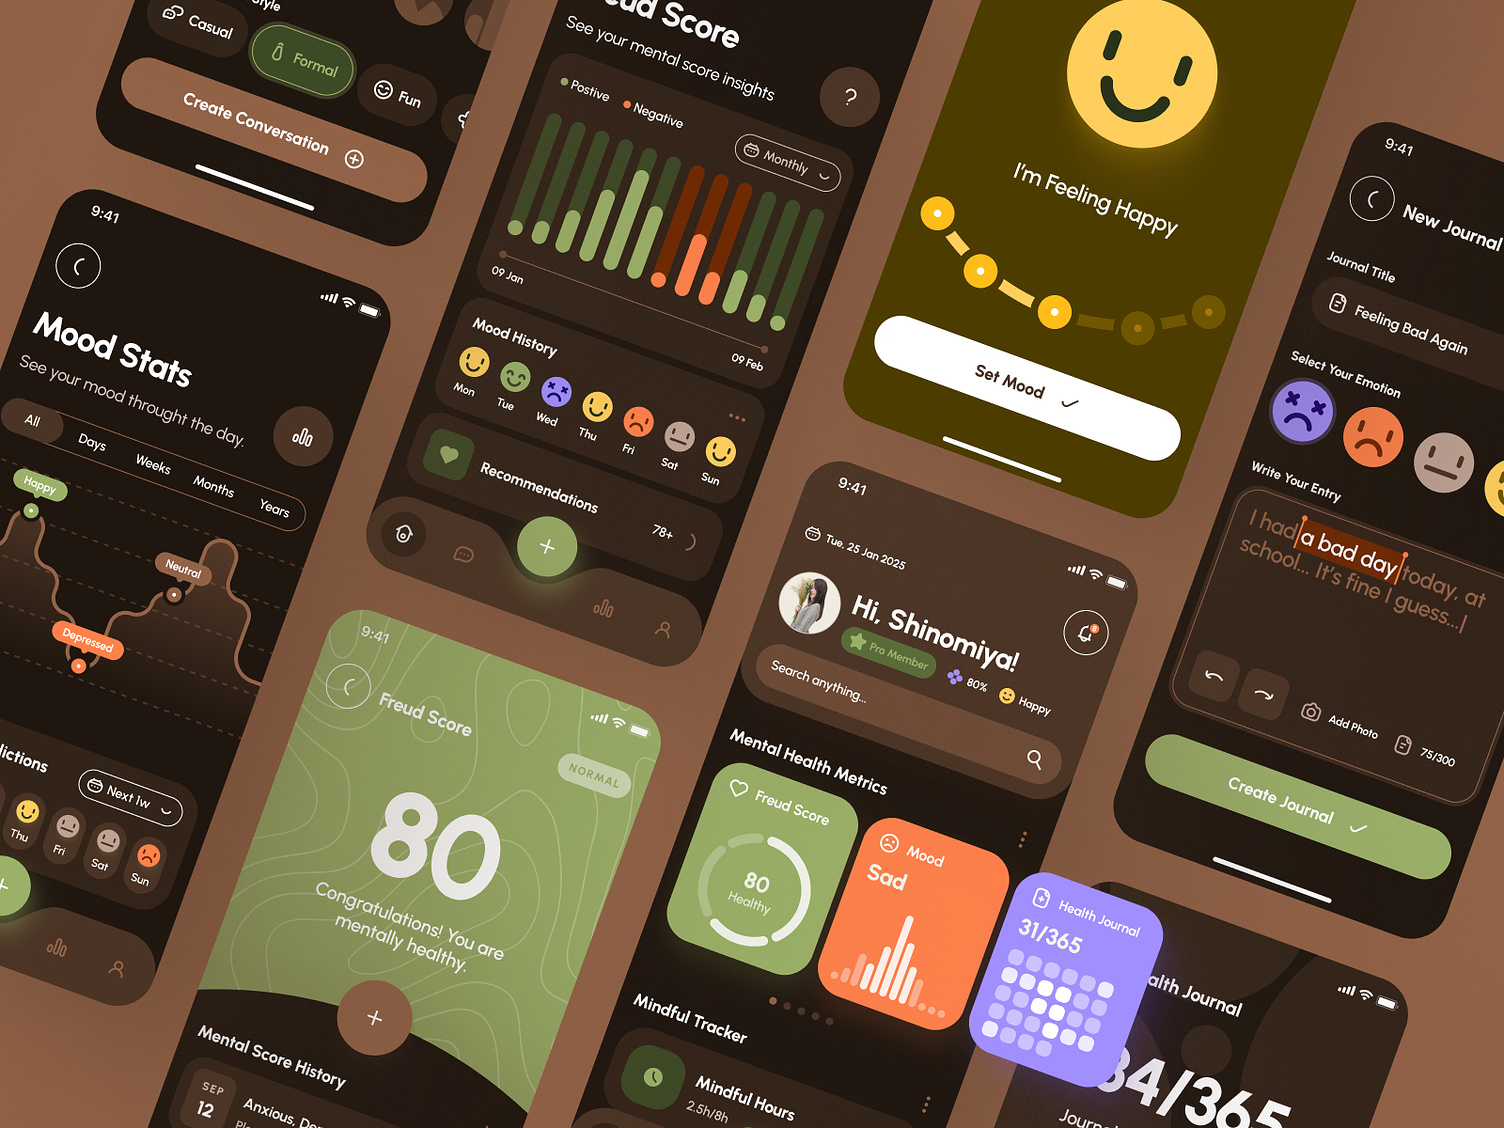 Style
Casual
Formal
Fun
Create Conversation
9:41
Mood Stats
See your mood throught the day.
All
Days
Weeks
Months
Years
Happy
Neutral
Depressed
Next 1w
Thu
Fri
Sat
Sun
Freud Score
See your mental score insights
?
Postive
Negative
Monthly
09 Jan
09 Feb
Mood History
Mon
Tue
Wed
Thu
Fri
Sat
Sun
Recommendations
78+
9:41
Freud Score
NORMAL
80
Congratulations! You are
mentally healthy.
Mental Score History
SEP
12
I'm Feeling Happy
Set Mood
9:41
Tue, 25 Jan 2025
Hi, Shinomiya!
Pro Member
80%
Happy
Search anything...
Mental Health Metrics
Freud Score
80
Healthy
Mood
Sad
Health Journal
31/365
Mindful Tracker
Mindful Hours
2.5h/8h
9:41
New Journal
Journal Title
Feeling Bad Again
Select Your Emotion
Write Your Entry
I had a bad day today. at
school... It's fine I guess...
Add Photo
75/300
Create Journal
alth Journal
34/365